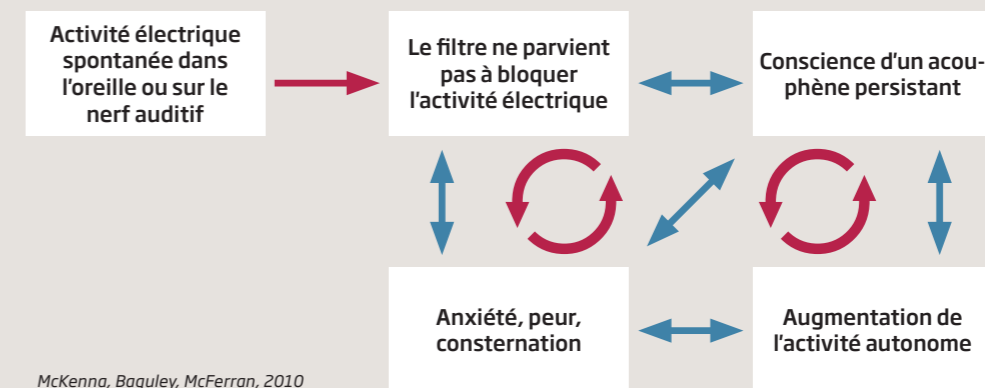 Activité électrique
spontanée dans
l'oreille ou sur le
nerf auditif
Le filtre ne parvient
pas à bloquer
l'activité électrique
Conscience d'un acou-
phène persistant
Anxiété, peur,
consternation
Augmentation de
l'activité autonome
McKenna, Baguley, McFerran, 2010